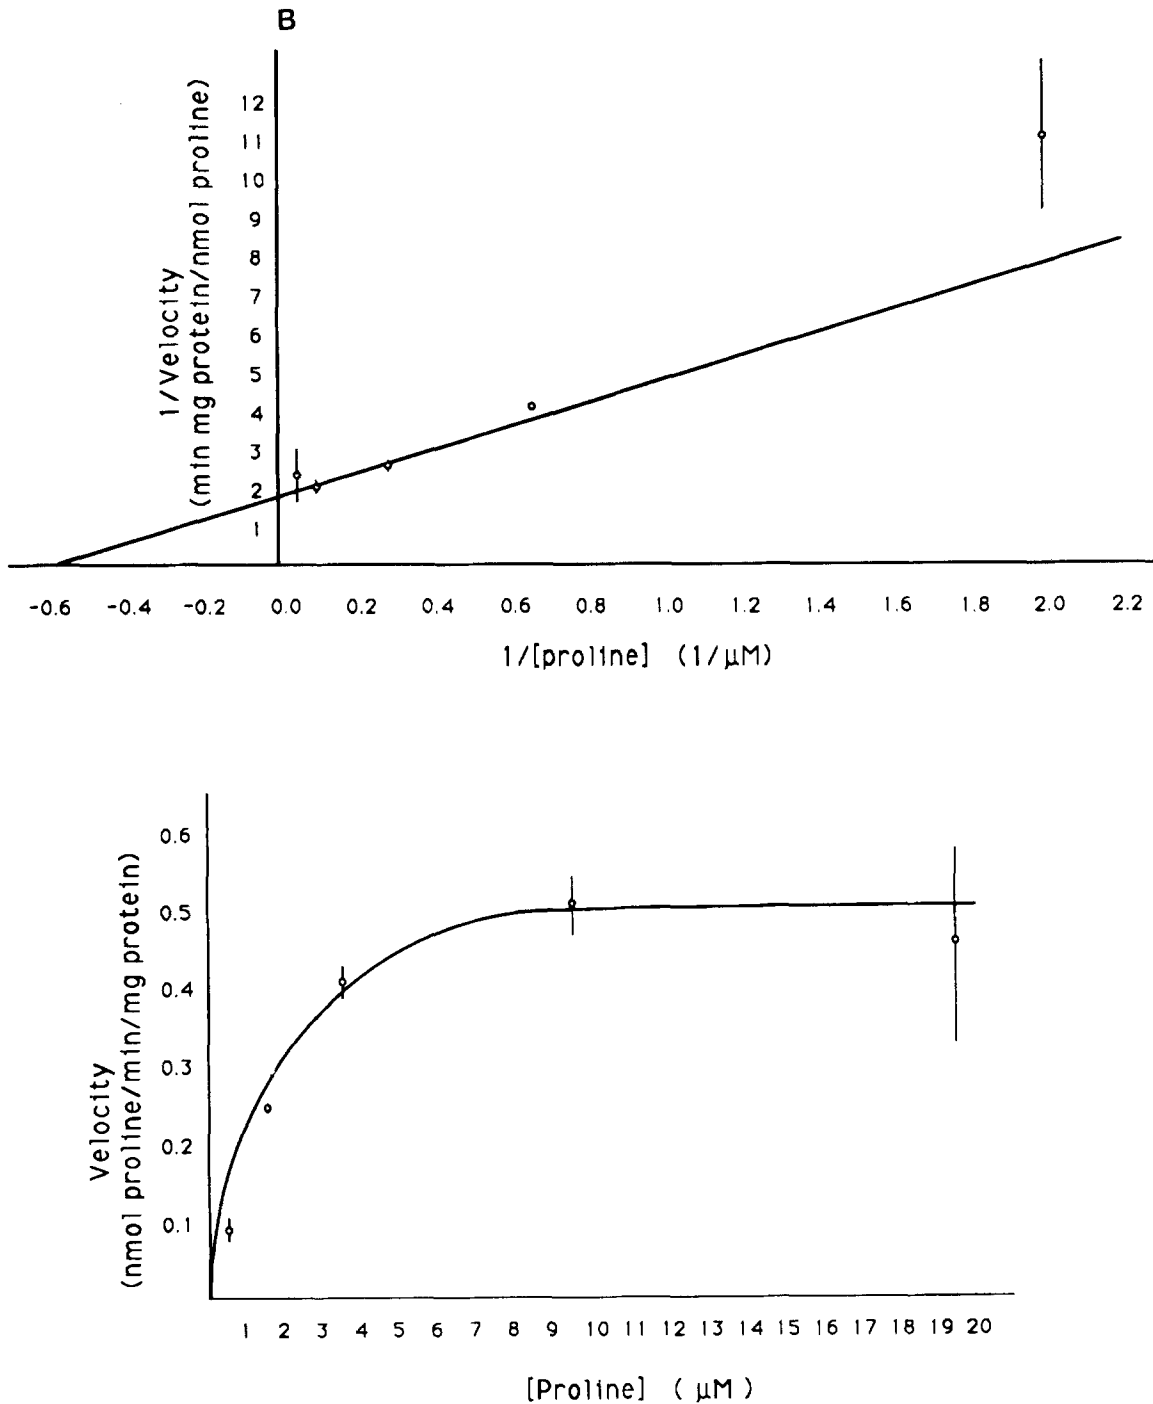 B
1/Velocity
(min mg protein/nmol proline)
12
11
10
9
8
7
6
5
4
3
2
1
-0.6 -0.4 -0.2 0.0 0.2 0.4 0.6 0.8 1.0 1.2 1.4 1.6 1.8 2.0 2.2
1/[proline] (1/μM)
Velocity
(nmol proline/min/mg protein)
0.6
0.5
0.4
0.3
0.2
0.1
1 2 3 4 5 6 7 8 9 10 11 12 13 14 15 16 17 18 19 20
[Proline] ( μM )